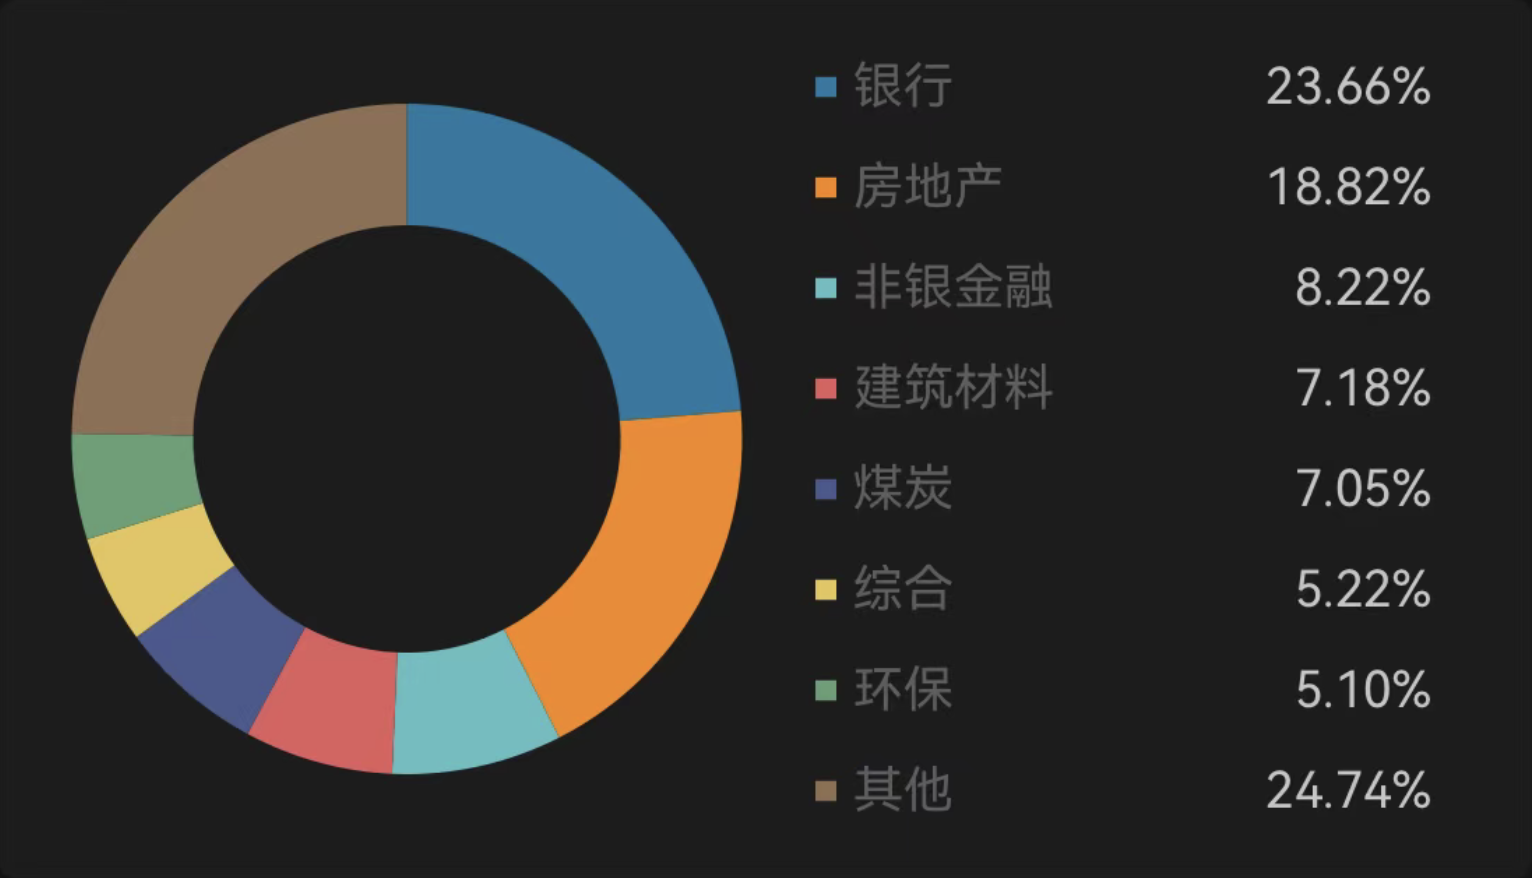 银行 23.66%
房地产 18.82%
非银金融 8.22%
建筑材料 7.18%
煤炭 7.05%
综合 5.22%
环保 5.10%
其他 24.74%